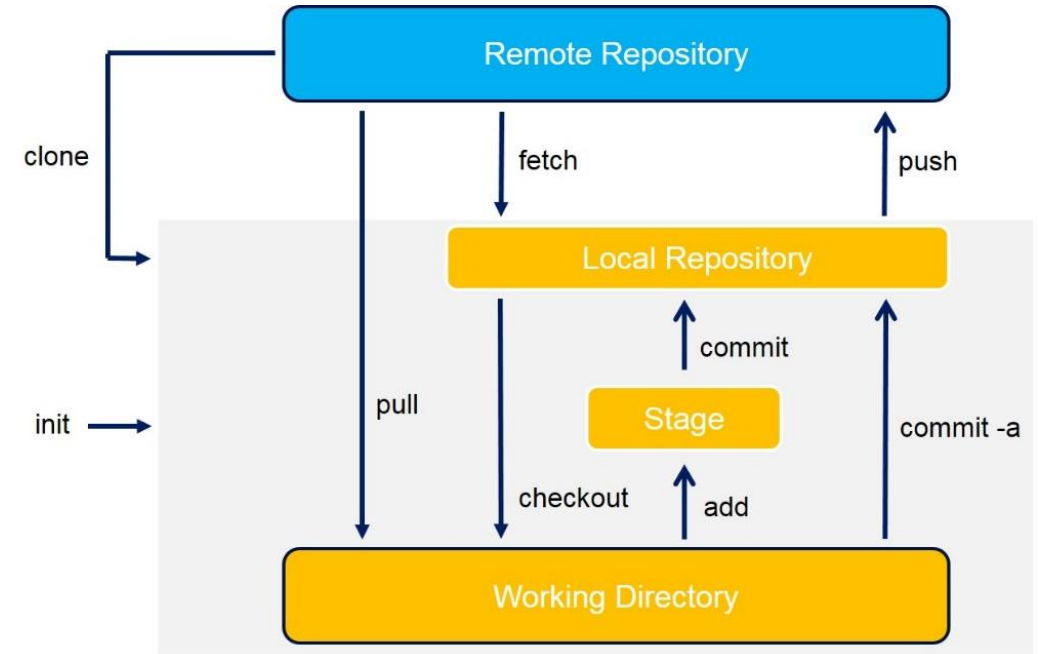 Remote Repository
clone
fetch
push
Local Repository
commit
init
pull
Stage
commit -a
checkout
add
Working Directory